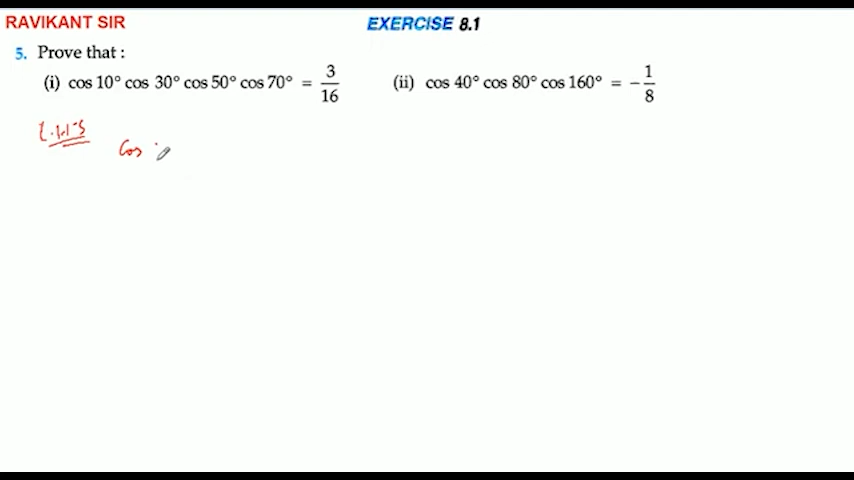 RAVIKANT SIR
EXERCISE 8.1
5. Prove that :
(i) cos 10° cos 30° cos 50° cos 70° = 3/16 (ii) cos 40° cos 80° cos 160° = -1/8
L.H.S
Cos